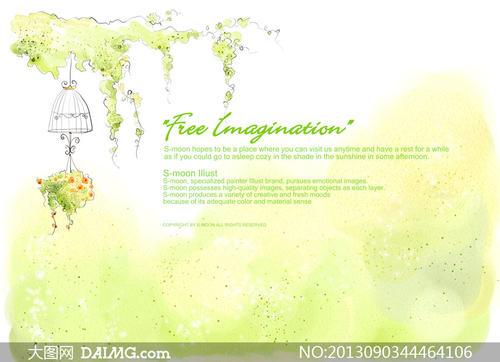 "Free Imagination"
S-moon hopes to be a place where you can visit us anytime and have a rest for a while
as if you could go to asleep cozy in the shade in the sunshine in some afternoon.
S-moon Illust
S-moon, specialized painter Illust brand, pursues emotional images.
S-moon possesses high-quality images, separating objects as each layer.
S-moon produces a variety of creative and fresh moods
because of its adequate color and material sense
COPYRIGHT BY S-MOON ALL RIGHTS RESERVED
大图网 DAIMG.com
NO:20130903444464106